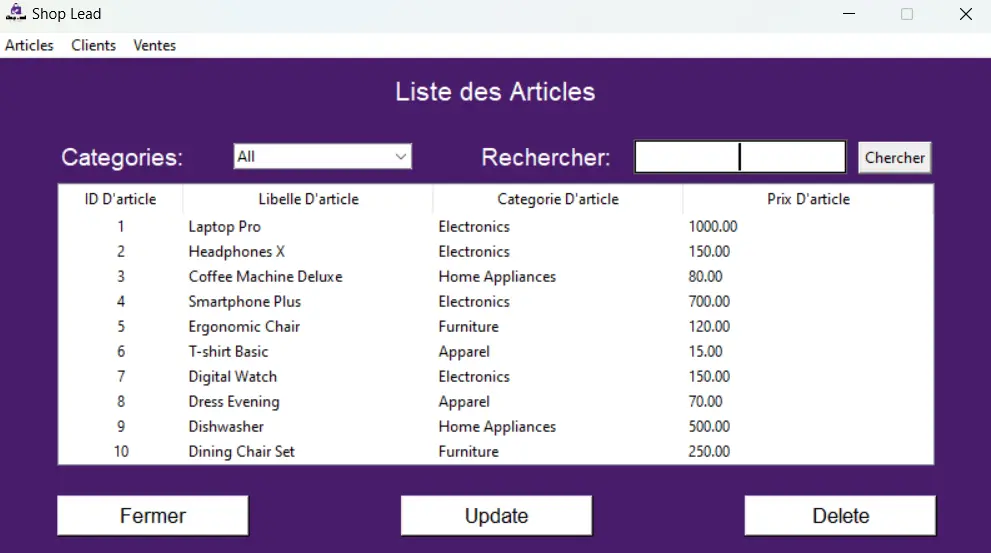 Shop Lead
Articles Clients Ventes
Liste des Articles
Categories: All Rechercher: Chercher
ID D'article Libelle D'article Categorie D'article Prix D'article
1 Laptop Pro Electronics 1000.00
2 Headphones X Electronics 150.00
3 Coffee Machine Deluxe Home Appliances 80.00
4 Smartphone Plus Electronics 700.00
5 Ergonomic Chair Furniture 120.00
6 T-shirt Basic Apparel 15.00
7 Digital Watch Electronics 150.00
8 Dress Evening Apparel 70.00
9 Dishwasher Home Appliances 500.00
10 Dining Chair Set Furniture 250.00
Fermer Update Delete